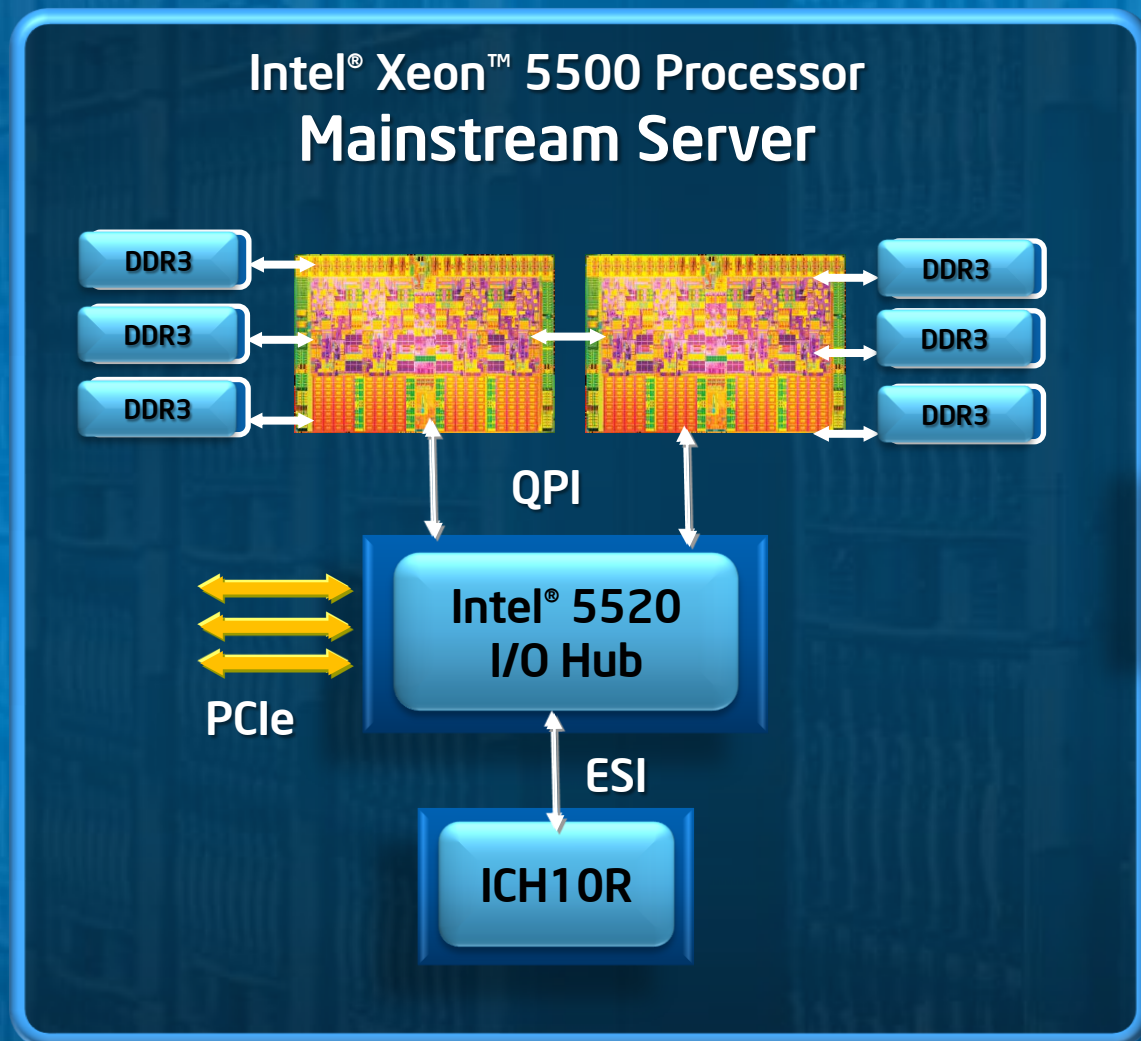 Intel® Xeon™ 5500 Processor
Mainstream Server
DDR3
DDR3
DDR3
DDR3
DDR3
DDR3
QPI
Intel® 5520
I/O Hub
PCIe
ESI
ICH10R